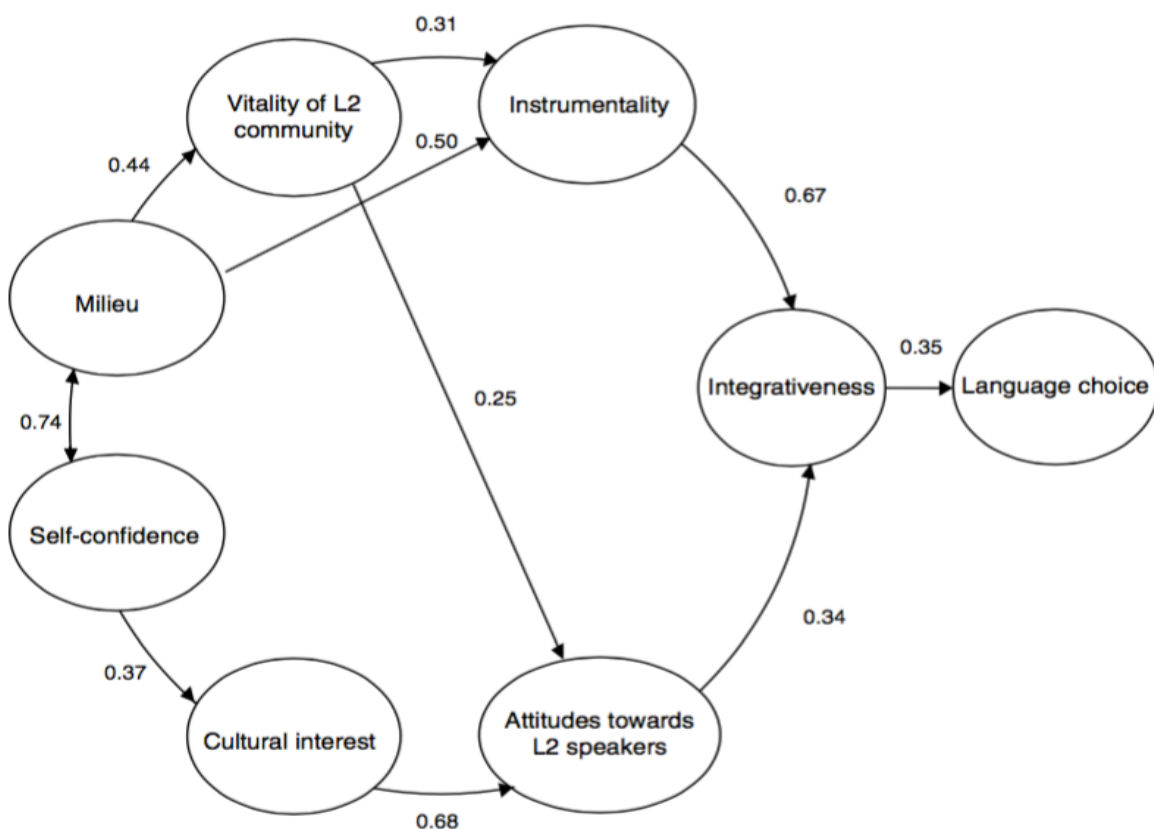 0.31
Vitality of L2
community
Instrumentality
0.50
0.44
0.67
Milieu
0.35
Integrativeness
Language choice
0.25
0.74
Self-confidence
0.34
0.37
Attitudes towards
L2 speakers
Cultural interest
0.68